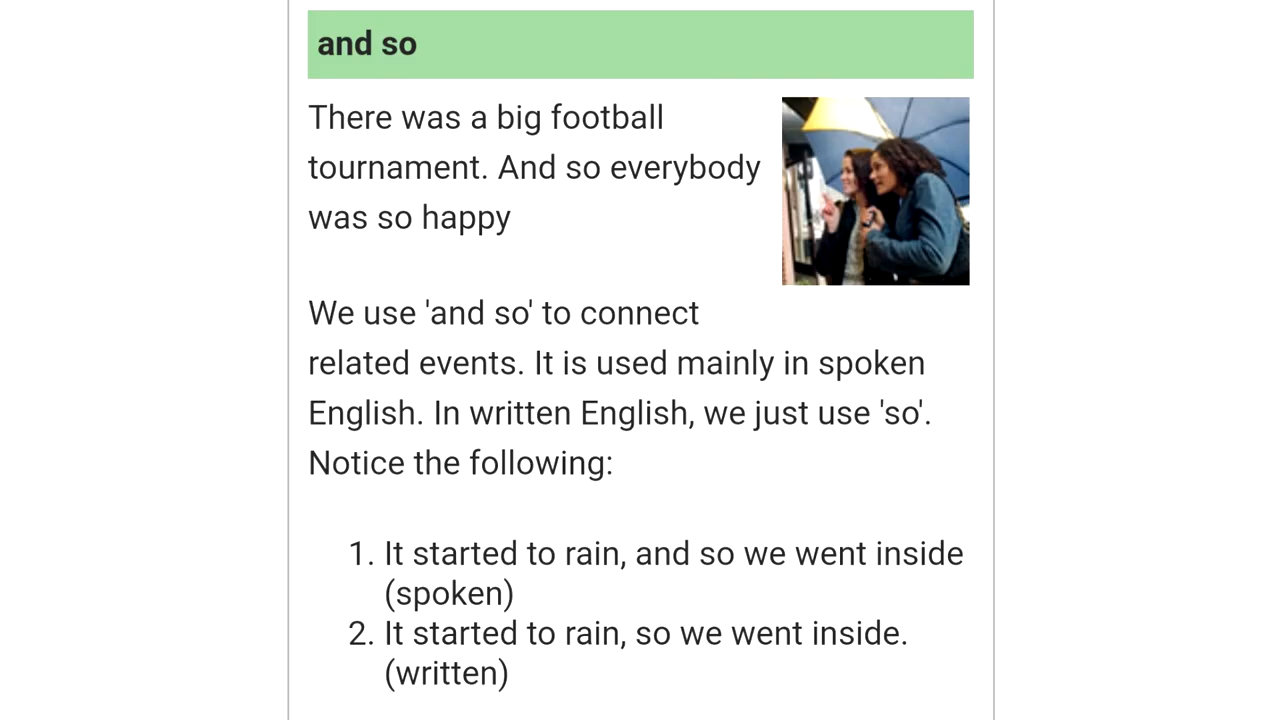 and so
There was a big football
tournament. And so everybody
was so happy
We use 'and so' to connect
related events. It is used mainly in spoken
English. In written English, we just use 'so'.
Notice the following:
1. It started to rain, and so we went inside
(spoken)
2. It started to rain, so we went inside.
(written)